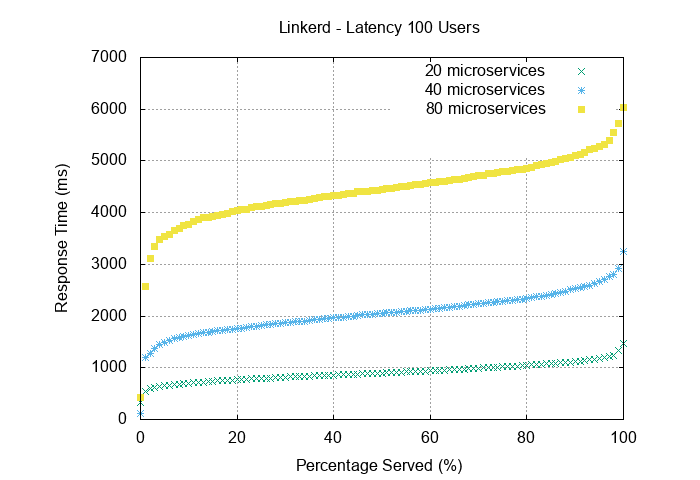 Linkerd - Latency 100 Users
7000
6000
5000
4000
3000
2000
1000
0
Response Time (ms)
20 microservices
40 microservices
80 microservices
0 20 40 60 80 100
Percentage Served (%)